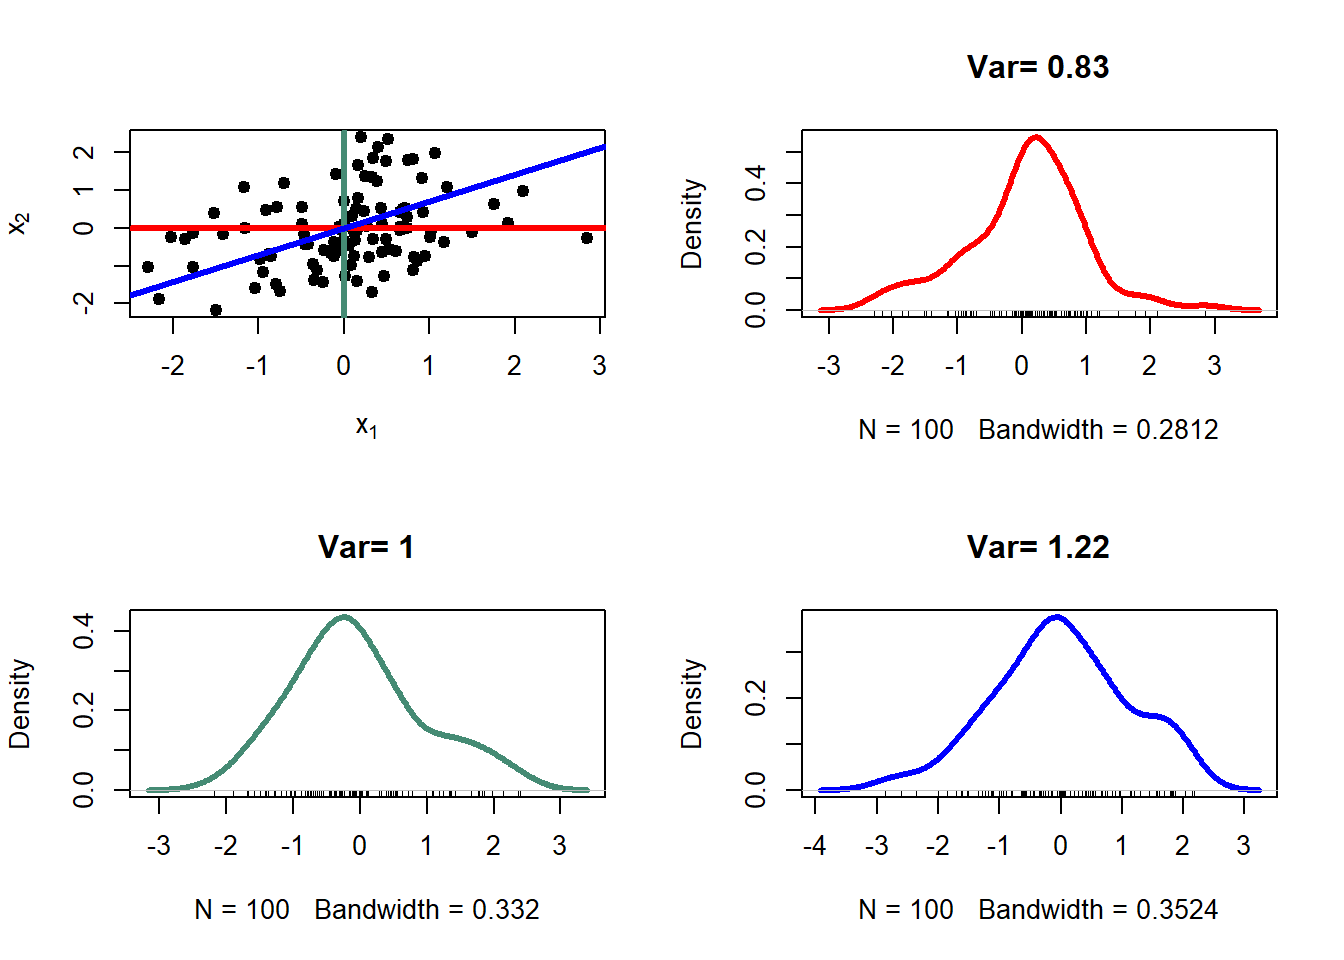 x2
2
1
0
-2
-2 -1 0 1 2 3
x1
Var= 0.83
Density
0.4
0.2
0.0
-3 -2 -1 0 1 2 3
N = 100 Bandwidth = 0.2812
Var= 1
Density
0.4
0.2
0.0
-3 -2 -1 0 1 2 3
N = 100 Bandwidth = 0.332
Var= 1.22
Density
0.2
0.0
-4 -3 -2 -1 0 1 2 3
N = 100 Bandwidth = 0.3524